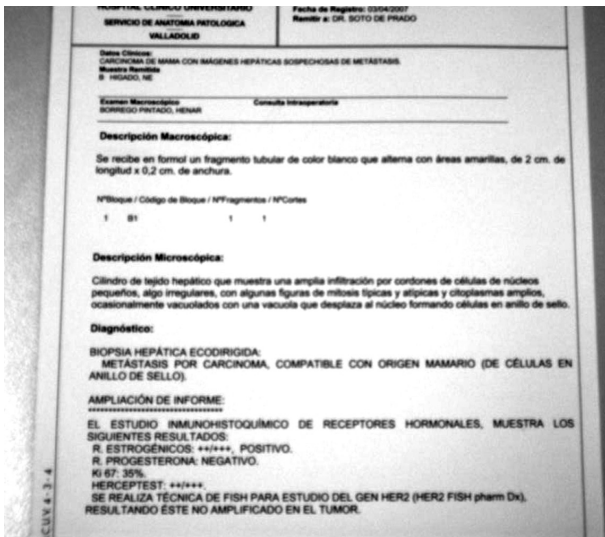 HOSPITAL CLÍNICO UNIVERSITARIO
SERVICIO DE ANATOMIA PATOLOGICA
VALLADOLID
Fecha de Registro: 03/04/2007
Remitir a: DR. SOTO DE PRADO
Datos Clínicos:
CARCINOMA DE MAMA CON IMÁGENES HEPÁTICAS SOSPECHOSAS DE METÁSTASIS.
Muestra Remitida
B HIGADO, NE
Examen Macroscópico Consulta Intraoperatoria
BORREGO PINTADO, HENAR
Descripción Macroscópica:
Se recibe en formol un fragmento tubular de color blanco que alterna con áreas amarillas, de 2 cm. de
longitud x 0,2 cm. de anchura.
NºBloque / Código de Bloque / NºFragmentos / NºCortes
1 B1 1 1
Descripción Microscópica:
Cilindro de tejido hepático que muestra una amplia infiltración por cordones de células de núcleos
pequeños, algo irregulares, con algunas figuras de mitosis típicas y atípicas y citoplasmas amplios,
ocasionalmente vacuolados con una vacuola que desplaza al núcleo formando células en anillo de sello.
Diagnóstico:
BIOPSIA HEPÁTICA ECODIRIGIDA:
METÁSTASIS POR CARCINOMA, COMPATIBLE CON ORIGEN MAMARIO (DE CÉLULAS EN
ANILLO DE SELLO).
AMPLIACIÓN DE INFORME:
********************************
EL ESTUDIO INMUNOHISTOQUÍMICO DE RECEPTORES HORMONALES, MUESTRA LOS
SIGUIENTES RESULTADOS:
R. ESTROGÉNICOS: ++/+++, POSITIVO.
R. PROGESTERONA: NEGATIVO.
Ki 67: 35%.
HERCEPTEST: ++/+++.
SE REALIZA TÉCNICA DE FISH PARA ESTUDIO DEL GEN HER2 (HER2 FISH pharm Dx),
RESULTANDO ÉSTE NO AMPLIFICADO EN EL TUMOR.
CUV 4-3-4